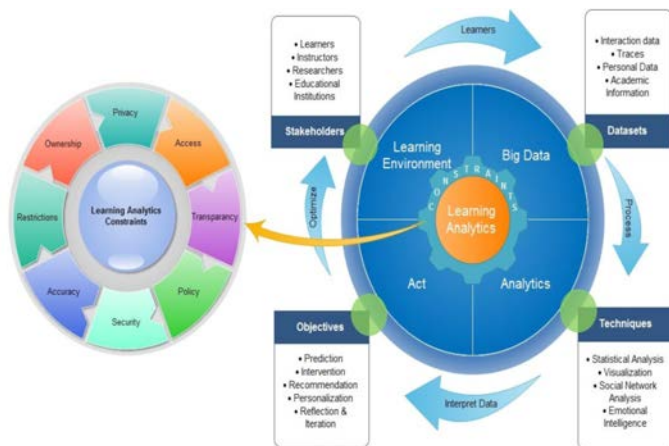 Privacy
Access
Transparency
Policy
Security
Accuracy
Restrictions
Ownership
Learning Analytics
Constraints
• Learners
• Instructors
• Researchers
• Educational
Institutions
Stakeholders
Learners
• Interaction data
• Traces
• Personal Data
• Academic
Information
Datasets
Learning
Environment
Big Data
CONSTRAINTS
Learning
Analytics
Act
Analytics
Optimize
Process
Objectives
• Prediction
• Intervention
• Recommendation
• Personalization
• Reflection &
Iteration
Interpret Data
Techniques
• Statistical Analysis
• Visualization
• Social Network
Analysis
• Emotional
Intelligence